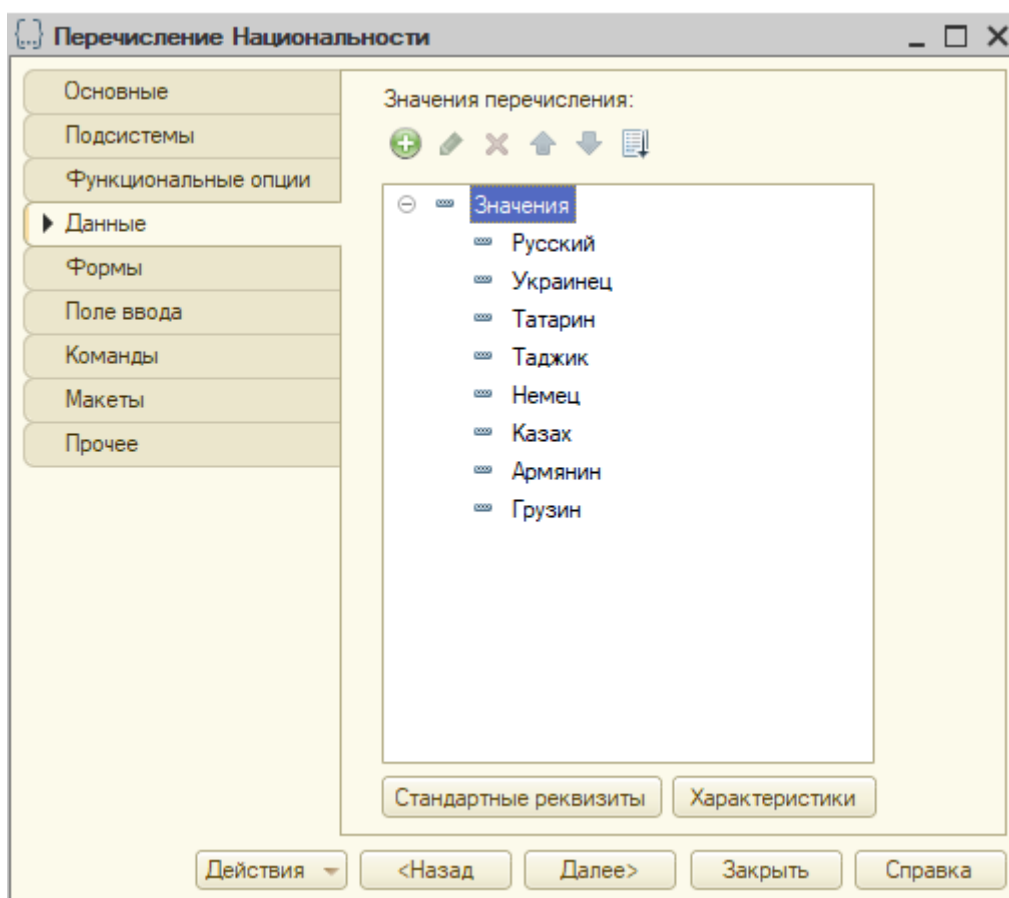 Перечисление Национальности
Основные
Подсистемы
Функциональные опции
Данные
Формы
Поле ввода
Команды
Макеты
Прочее
Значения перечисления:
Значения
Русский
Украинец
Татарин
Таджик
Немец
Казах
Армянин
Грузин
Стандартные реквизиты Характеристики
Действия <Назад Далее> Закрыть Справка